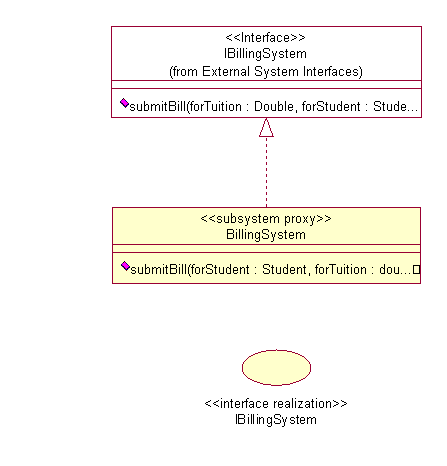 <<Interface>>
IBillingSystem
(from External System Interfaces)
submitBill(forTuition : Double, forStudent : Stude...
<<subsystem proxy>>
BillingSystem
submitBill(forStudent : Student, forTuition : dou...
<<interface realization>>
IBillingSystem